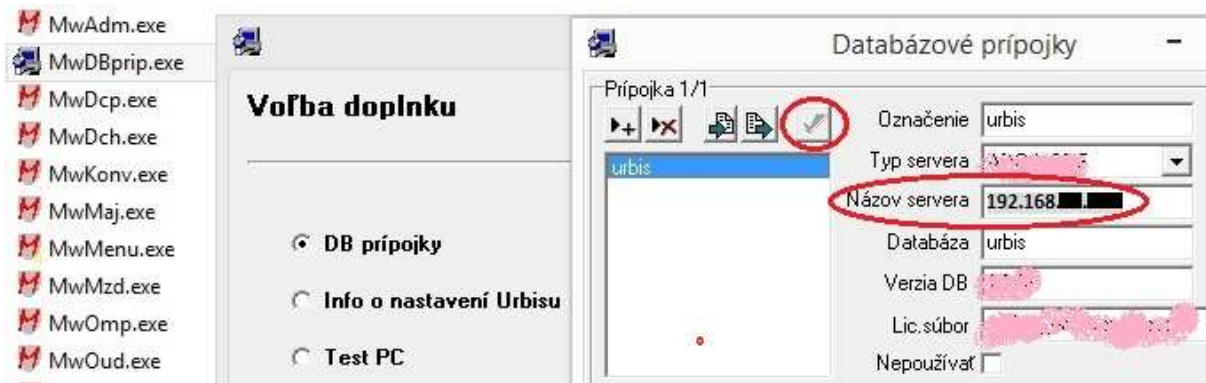 MwAdm.exe
MwDBprip.exe
MwDcp.exe
MwDch.exe
MwKonv.exe
MwMaj.exe
MwMenu.exe
MwMzd.exe
MwOmp.exe
MwOud.exe
Voľba doplnku
DB prípojky
Info o nastavení Urbisu
Test PC
Databázové prípojky
Prípojka 1/1
urbis
Označenie urbis
Typ servera
Názov servera 192.168.
Databáza urbis
Verzia DB
Lic.súbor
Nepoužívať